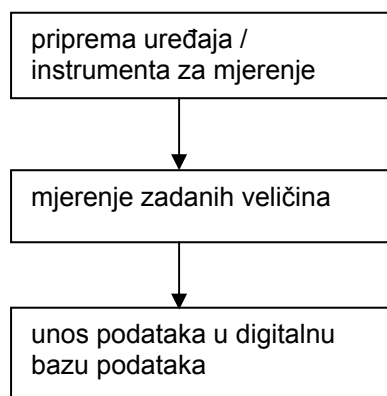 priprema uređaja /
instrumenta za mjerenje
mjerenje zadanih veličina
unos podataka u digitalnu
bazu podataka